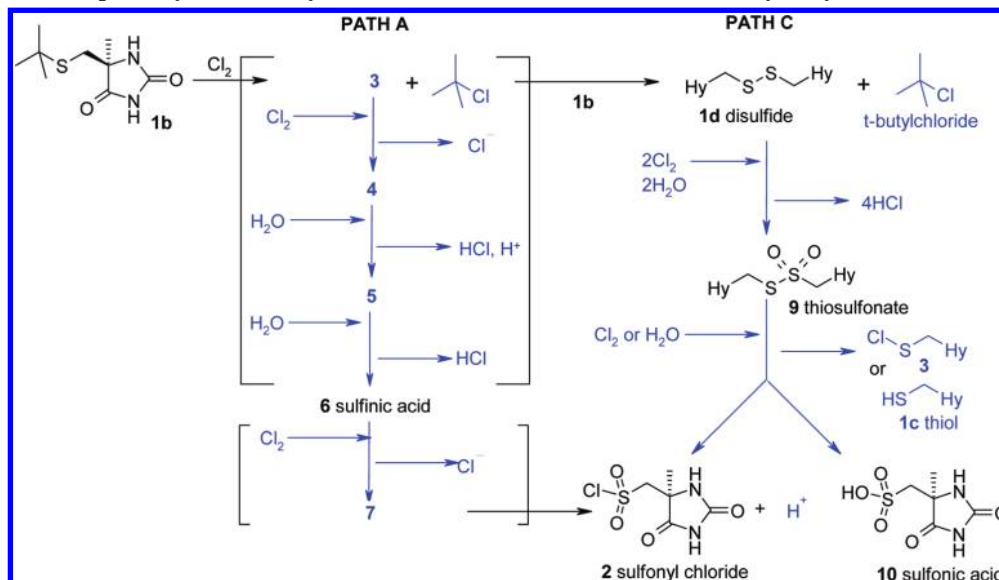 PATH A
PATH C
S
H
N
O
O
N
H
1b
Cl₂
3 + Cl
1b
Hy S S Hy
1d disulfide
+ Cl
t-butylchloride
Cl₂
Cl⁻
4
H₂O
HCl, H⁺
5
H₂O
HCl
6 sulfinic acid
Cl₂
Cl⁻
7
2Cl₂
2H₂O
4HCl
O O
Hy S S Hy
9 thiosulfonate
Cl₂ or H₂O
Cl S Hy
3
or
HS Hy
1c thiol
Cl S O O
H
N
O
O
N
H
2 sulfonyl chloride
+ H⁺
HO S O O
H
N
O
O
N
H
10 sulfonic acid